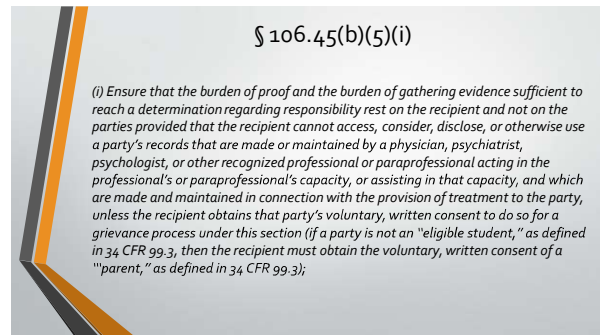 § 106.45(b)(5)(i)
(i) Ensure that the burden of proof and the burden of gathering evidence sufficient to
reach a determination regarding responsibility rest on the recipient and not on the
parties provided that the recipient cannot access, consider, disclose, or otherwise use
a party's records that are made or maintained by a physician, psychiatrist,
psychologist, or other recognized professional or paraprofessional acting in the
professional's or paraprofessional's capacity, or assisting in that capacity, and which
are made and maintained in connection with the provision of treatment to the party,
unless the recipient obtains that party's voluntary, written consent to do so for a
grievance process under this section (if a party is not an "eligible student," as defined
in 34 CFR 99.3, then the recipient must obtain the voluntary, written consent of a
"'parent," as defined in 34 CFR 99.3);